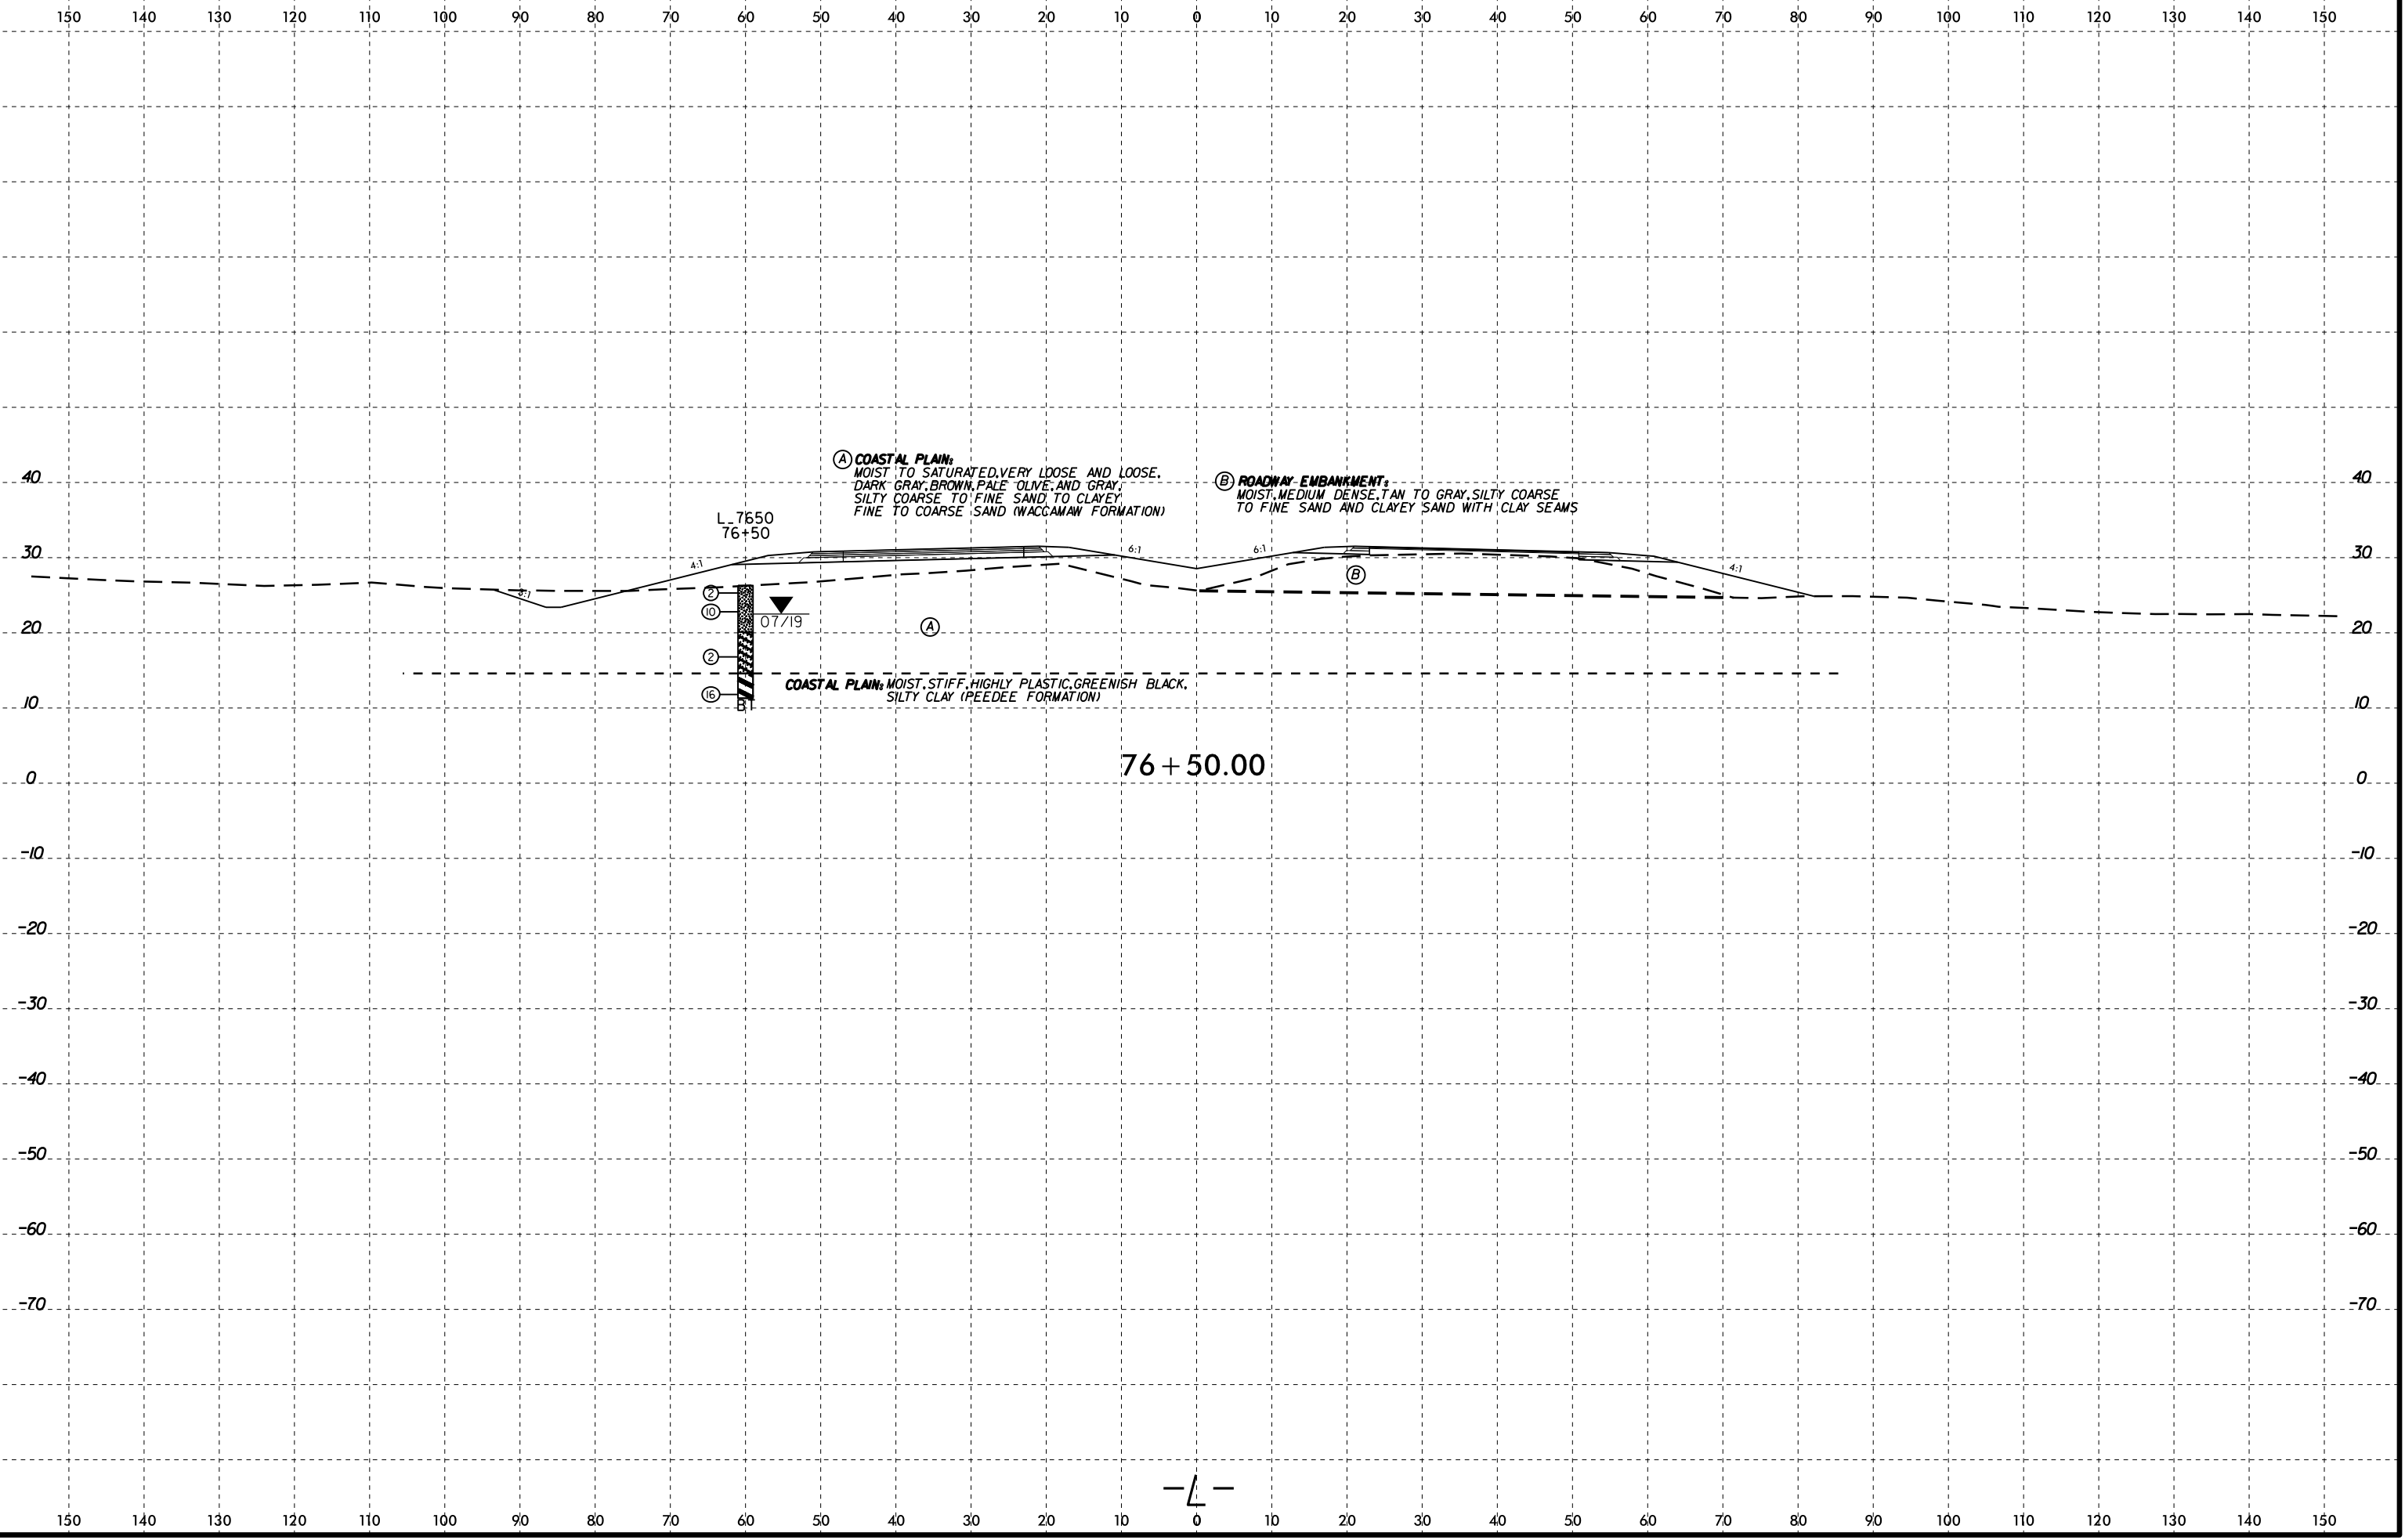 150 140 130 120 110 100 90 80 70 60 50 40 30 20 10 0 10 20 30 40 50 60 70 80 90 100 110 120 130 140 150
A COASTAL PLAIN:
MOIST TO SATURATED, VERY LOOSE AND LOOSE,
DARK GRAY, BROWN, PALE OLIVE, AND GRAY,
SILTY COARSE TO FINE SAND TO CLAYEY
FINE TO COARSE SAND (WACCAMAW FORMATION)
B ROADWAY EMBANKMENT:
MOIST, MEDIUM DENSE, TAN TO GRAY, SILTY COARSE
TO FINE SAND AND CLAYEY SAND WITH CLAY SEAMS
40 40
L_7650
76+50
30 30
4:1 6:1 6:1 4:1
B
2
10
07/19
A
20 20
2
COASTAL PLAIN: MOIST, STIFF, HIGHLY PLASTIC, GREENISH BLACK,
SILTY CLAY (PEEDEE FORMATION)
16
BT
10 10
76+50.00
0 0
-10 -10
-20 -20
-30 -30
-40 -40
-50 -50
-60 -60
-70 -70
-L-
150 140 130 120 110 100 90 80 70 60 50 40 30 20 10 0 10 20 30 40 50 60 70 80 90 100 110 120 130 140 150